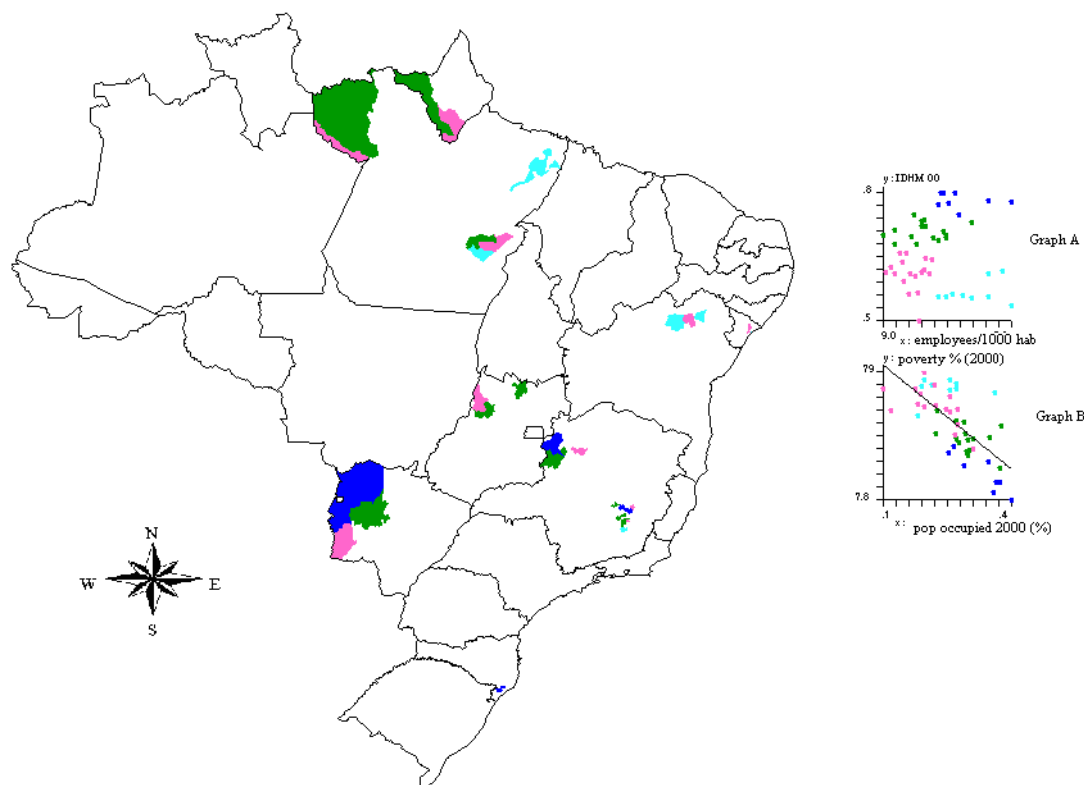 N
W
E
S
y : IDHM 00
.8
Graph A
.5
9.0 x : employees/1000 hab
y : poverty % (2000)
79
Graph B
7.8
.1 x : pop occupied 2000 (%) .4